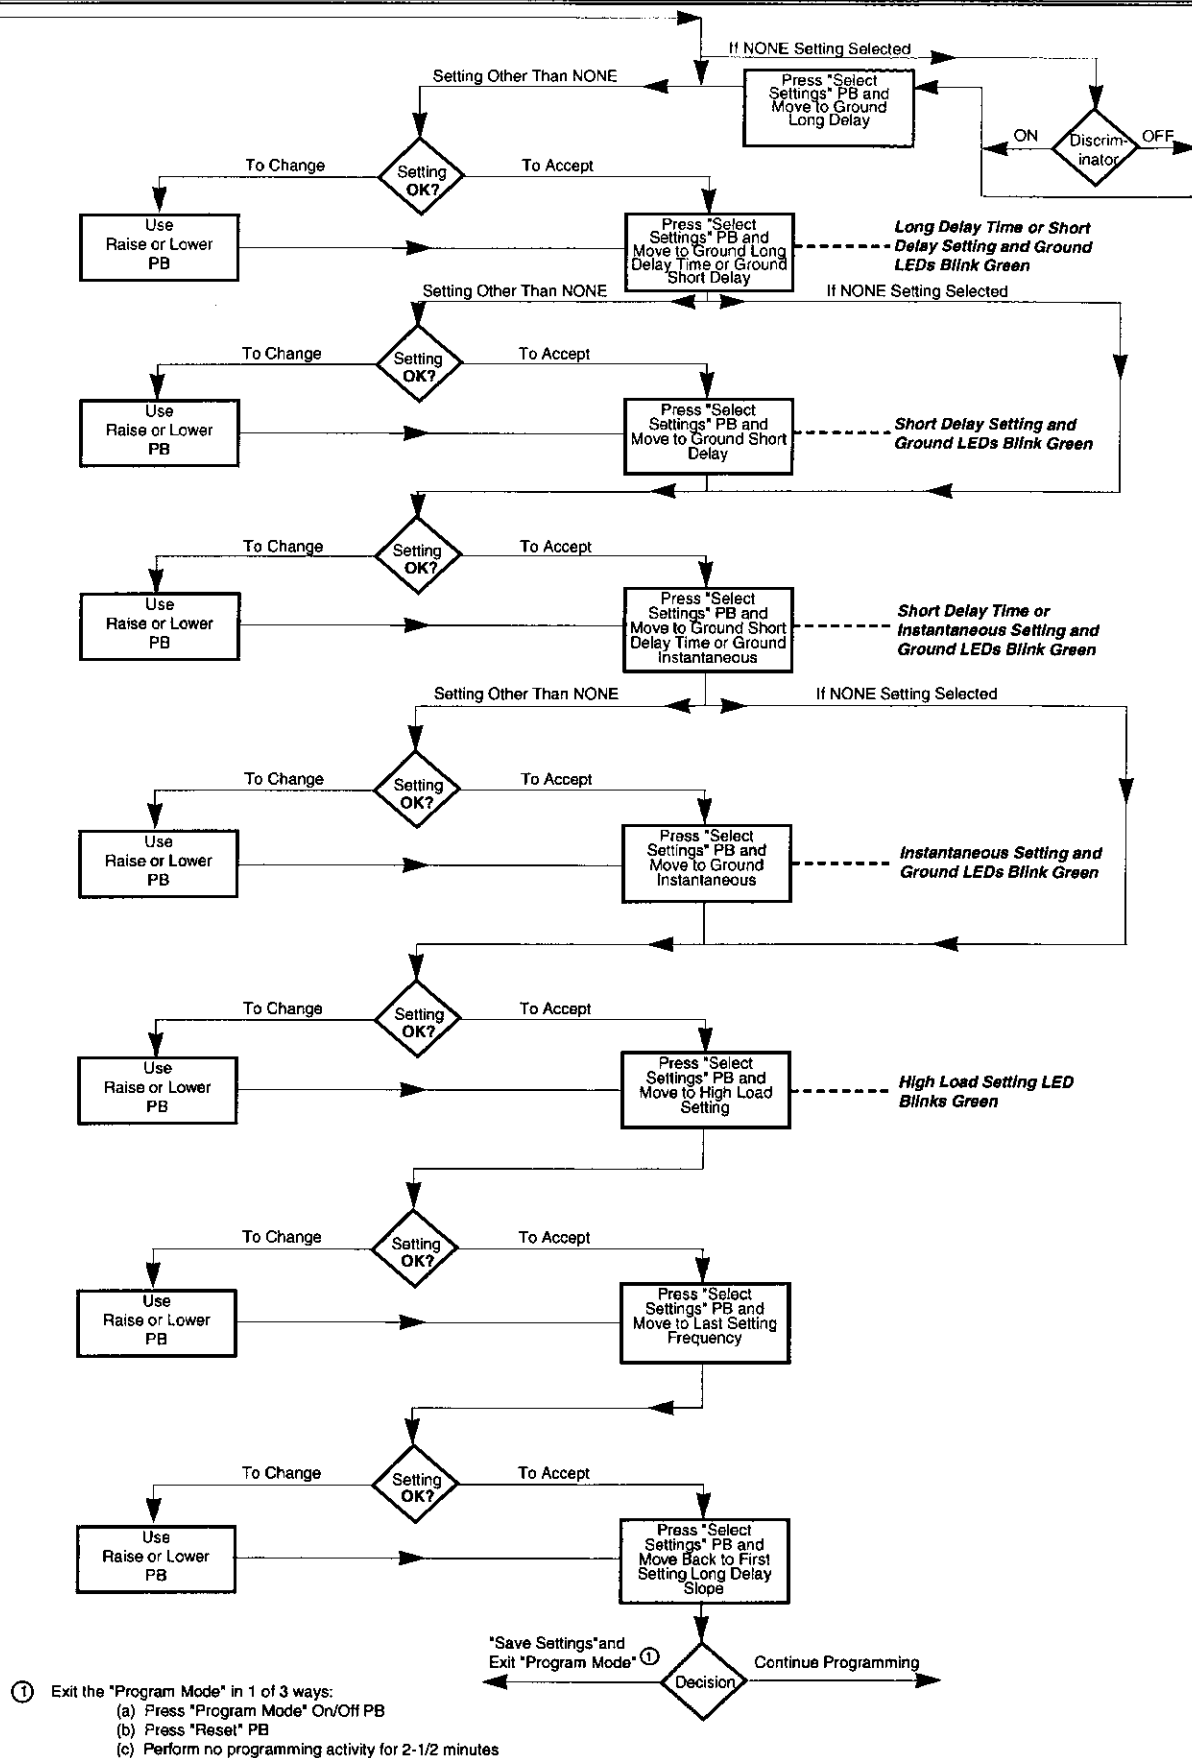 If NONE Setting Selected
Setting Other Than NONE
Press "Select
Settings" PB and
Move to Ground
Long Delay
ON
Discrim-
inator
OFF
To Change
Setting
OK?
To Accept
Use
Raise or Lower
PB
Press "Select
Settings" PB and
Move to Ground Long
Delay Time or Ground
Short Delay
Long Delay Time or Short
Delay Setting and Ground
LEDs Blink Green
Setting Other Than NONE
If NONE Setting Selected
To Change
Setting
OK?
To Accept
Use
Raise or Lower
PB
Press "Select
Settings" PB and
Move to Ground Short
Delay
Short Delay Setting and
Ground LEDs Blink Green
To Change
Setting
OK?
To Accept
Use
Raise or Lower
PB
Press "Select
Settings" PB and
Move to Ground Short
Delay Time or Ground
Instantaneous
Short Delay Time or
Instantaneous Setting and
Ground LEDs Blink Green
Setting Other Than NONE
If NONE Setting Selected
To Change
Setting
OK?
To Accept
Use
Raise or Lower
PB
Press "Select
Settings" PB and
Move to Ground
Instantaneous
Instantaneous Setting and
Ground LEDs Blink Green
To Change
Setting
OK?
To Accept
Use
Raise or Lower
PB
Press "Select
Settings" PB and
Move to High Load
Setting
High Load Setting LED
Blinks Green
To Change
Setting
OK?
To Accept
Use
Raise or Lower
PB
Press "Select
Settings" PB and
Move to Last Setting
Frequency
To Change
Setting
OK?
To Accept
Use
Raise or Lower
PB
Press "Select
Settings" PB and
Move Back to First
Setting Long Delay
Slope
"Save Settings"and
Exit "Program Mode" ①
Decision
Continue Programming
① Exit the "Program Mode" in 1 of 3 ways:
(a) Press "Program Mode" On/Off PB
(b) Press "Reset" PB
(c) Perform no programming activity for 2-1/2 minutes